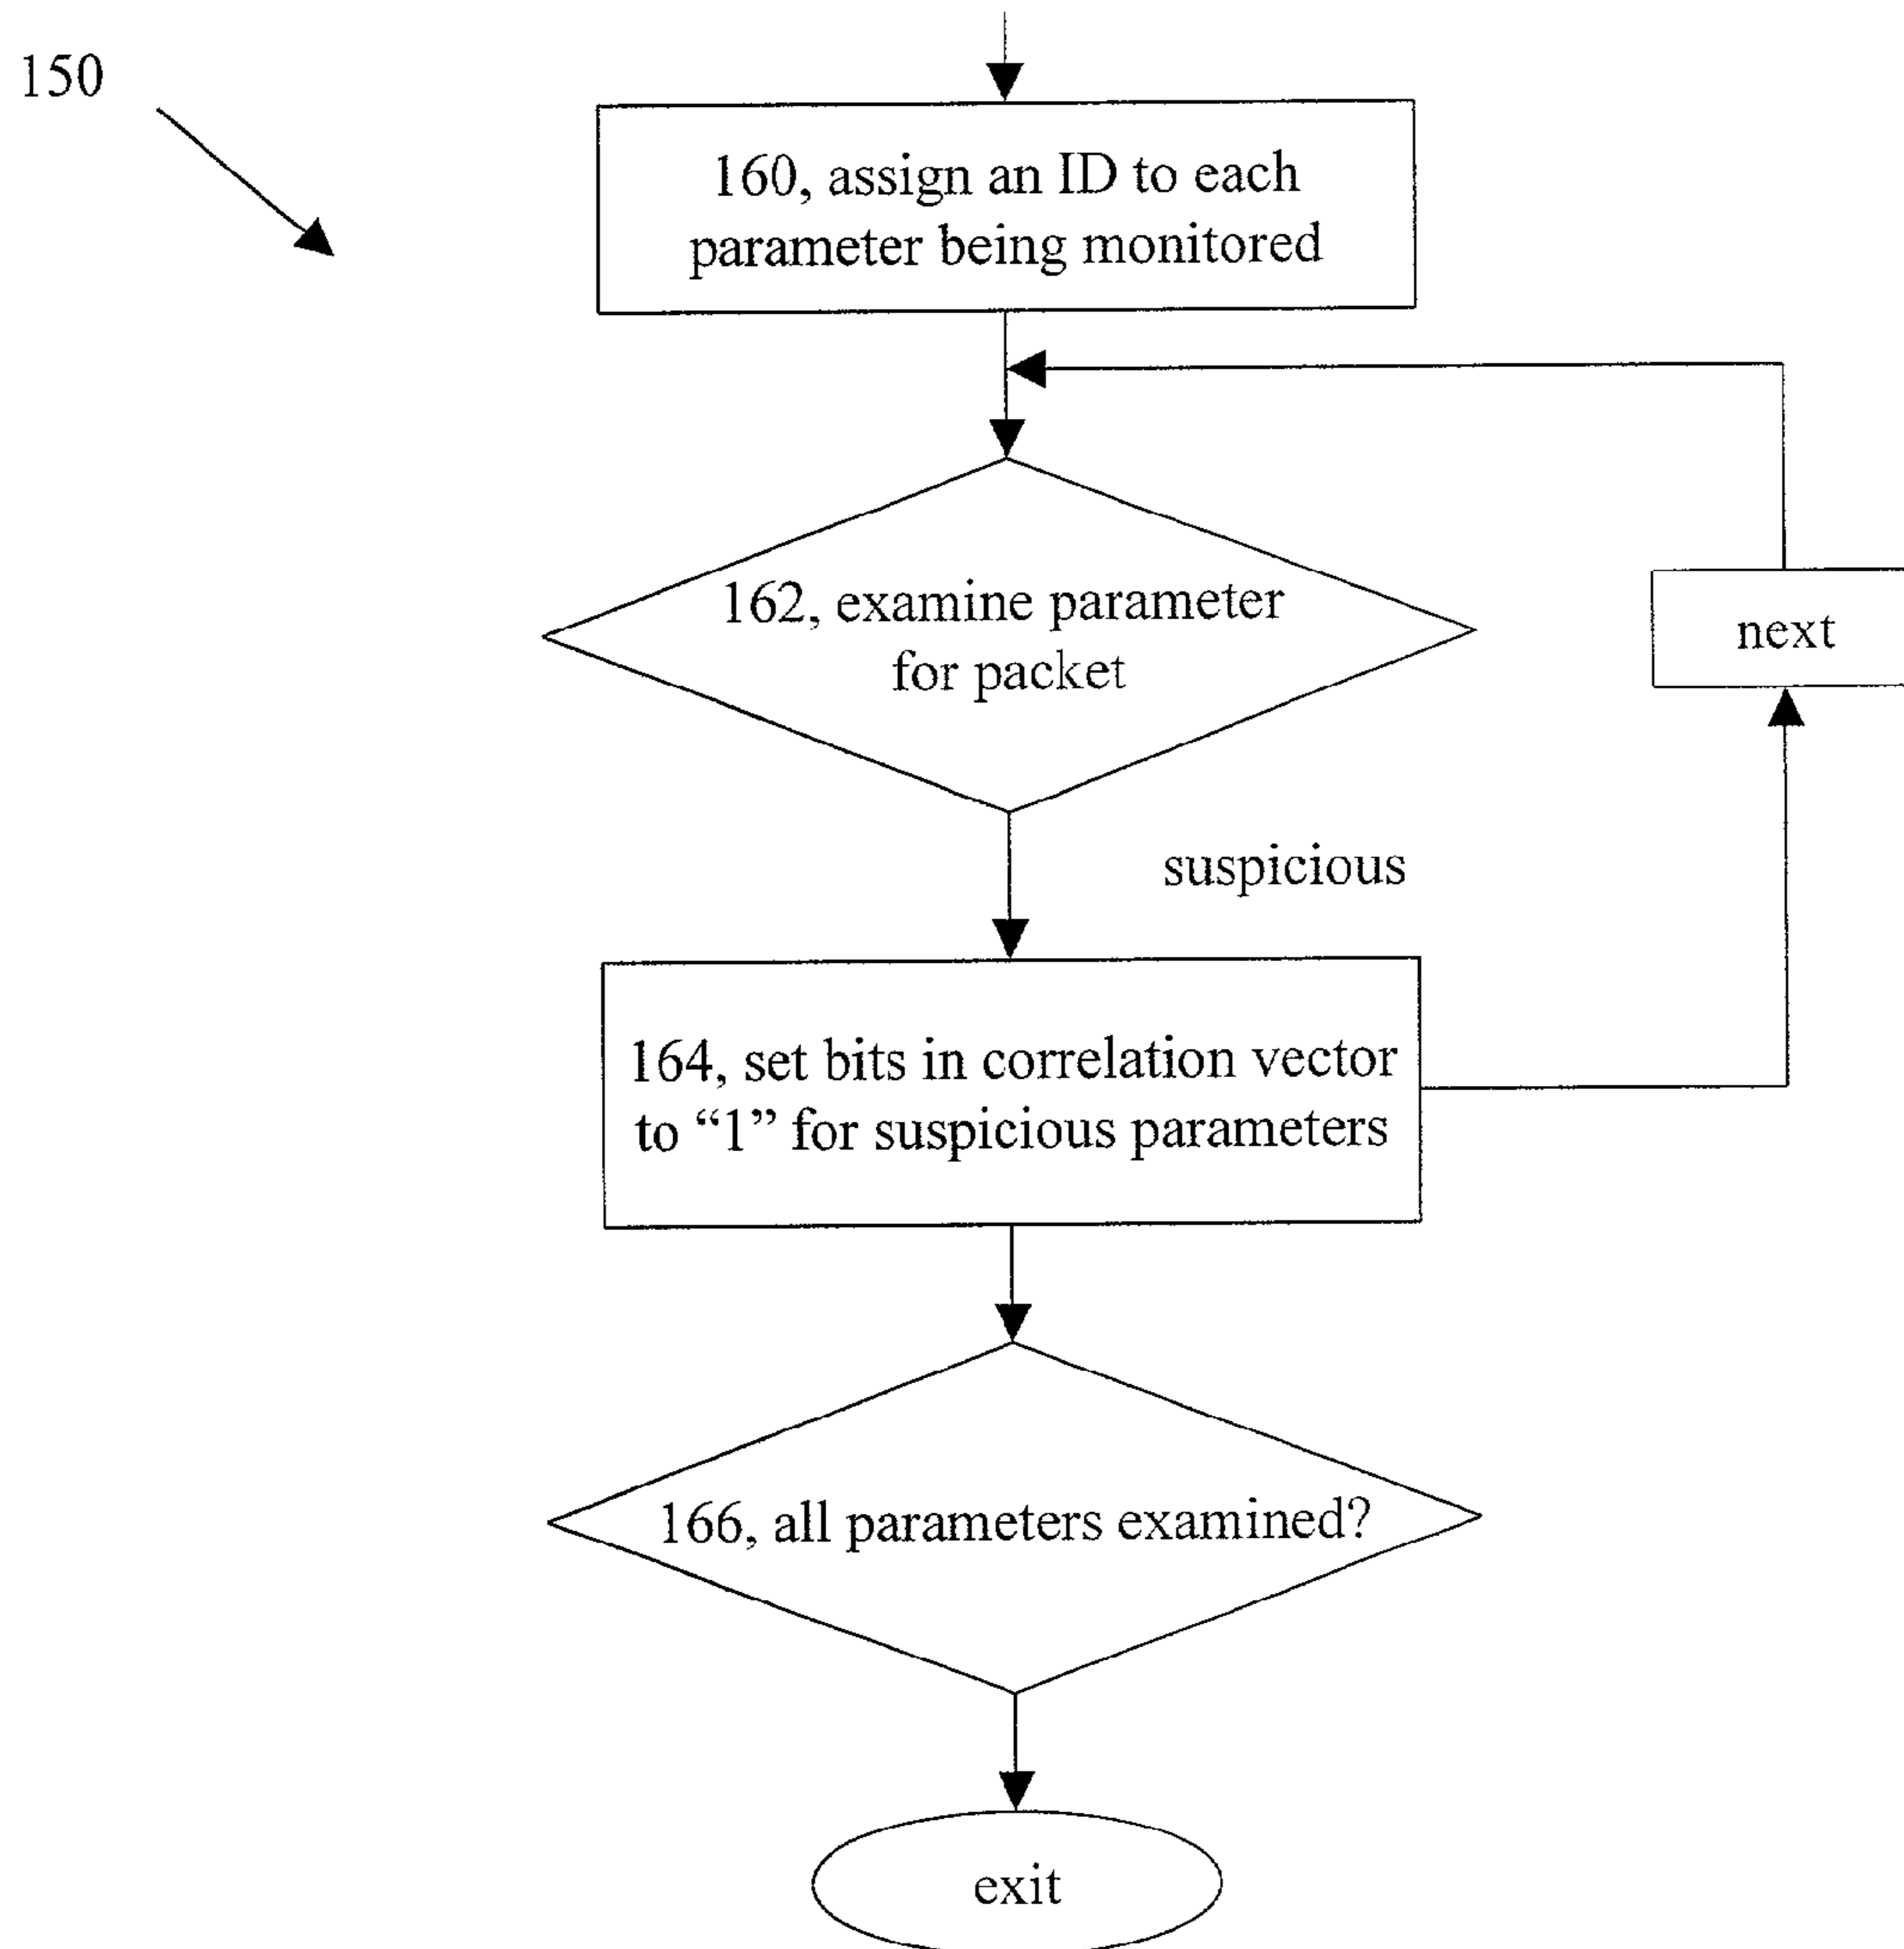 150
160, assign an ID to each
parameter being monitored
162, examine parameter
for packet
next
suspicious
164, set bits in correlation vector
to “1” for suspicious parameters
166, all parameters examined?
exit